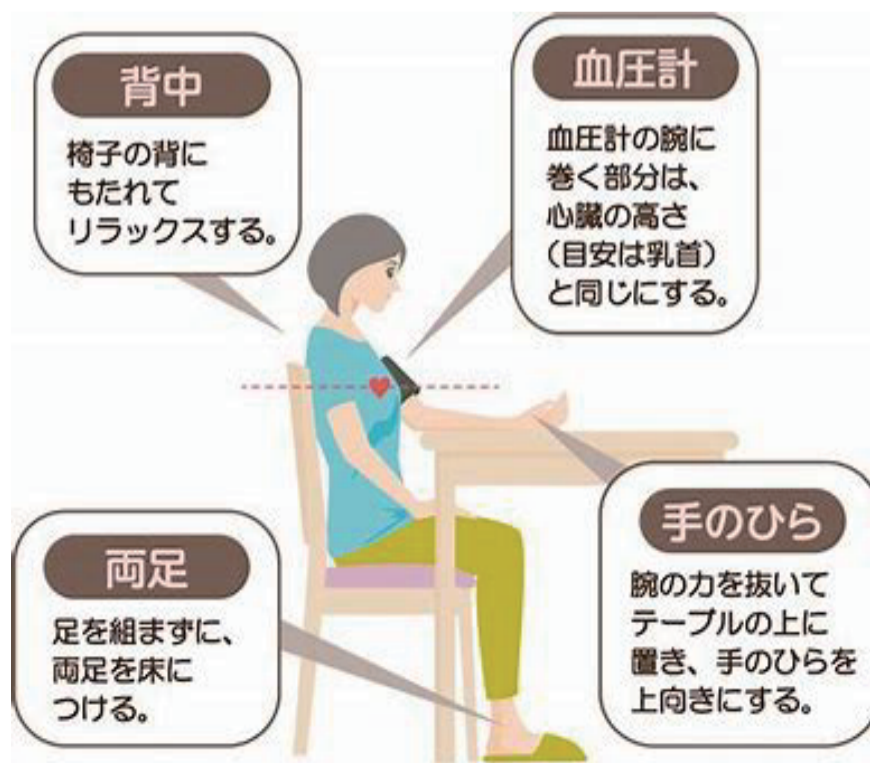 背中
椅子の背に
もたれて
リラックスする。
血圧計
血圧計の腕に
巻く部分は、
心臓の高さ
(目安は乳首)
と同じにする。
両足
足を組まずに、
両足を床に
つける。
手のひら
腕の力を抜いて
テーブルの上に
置き、手のひらを
上向きにする。